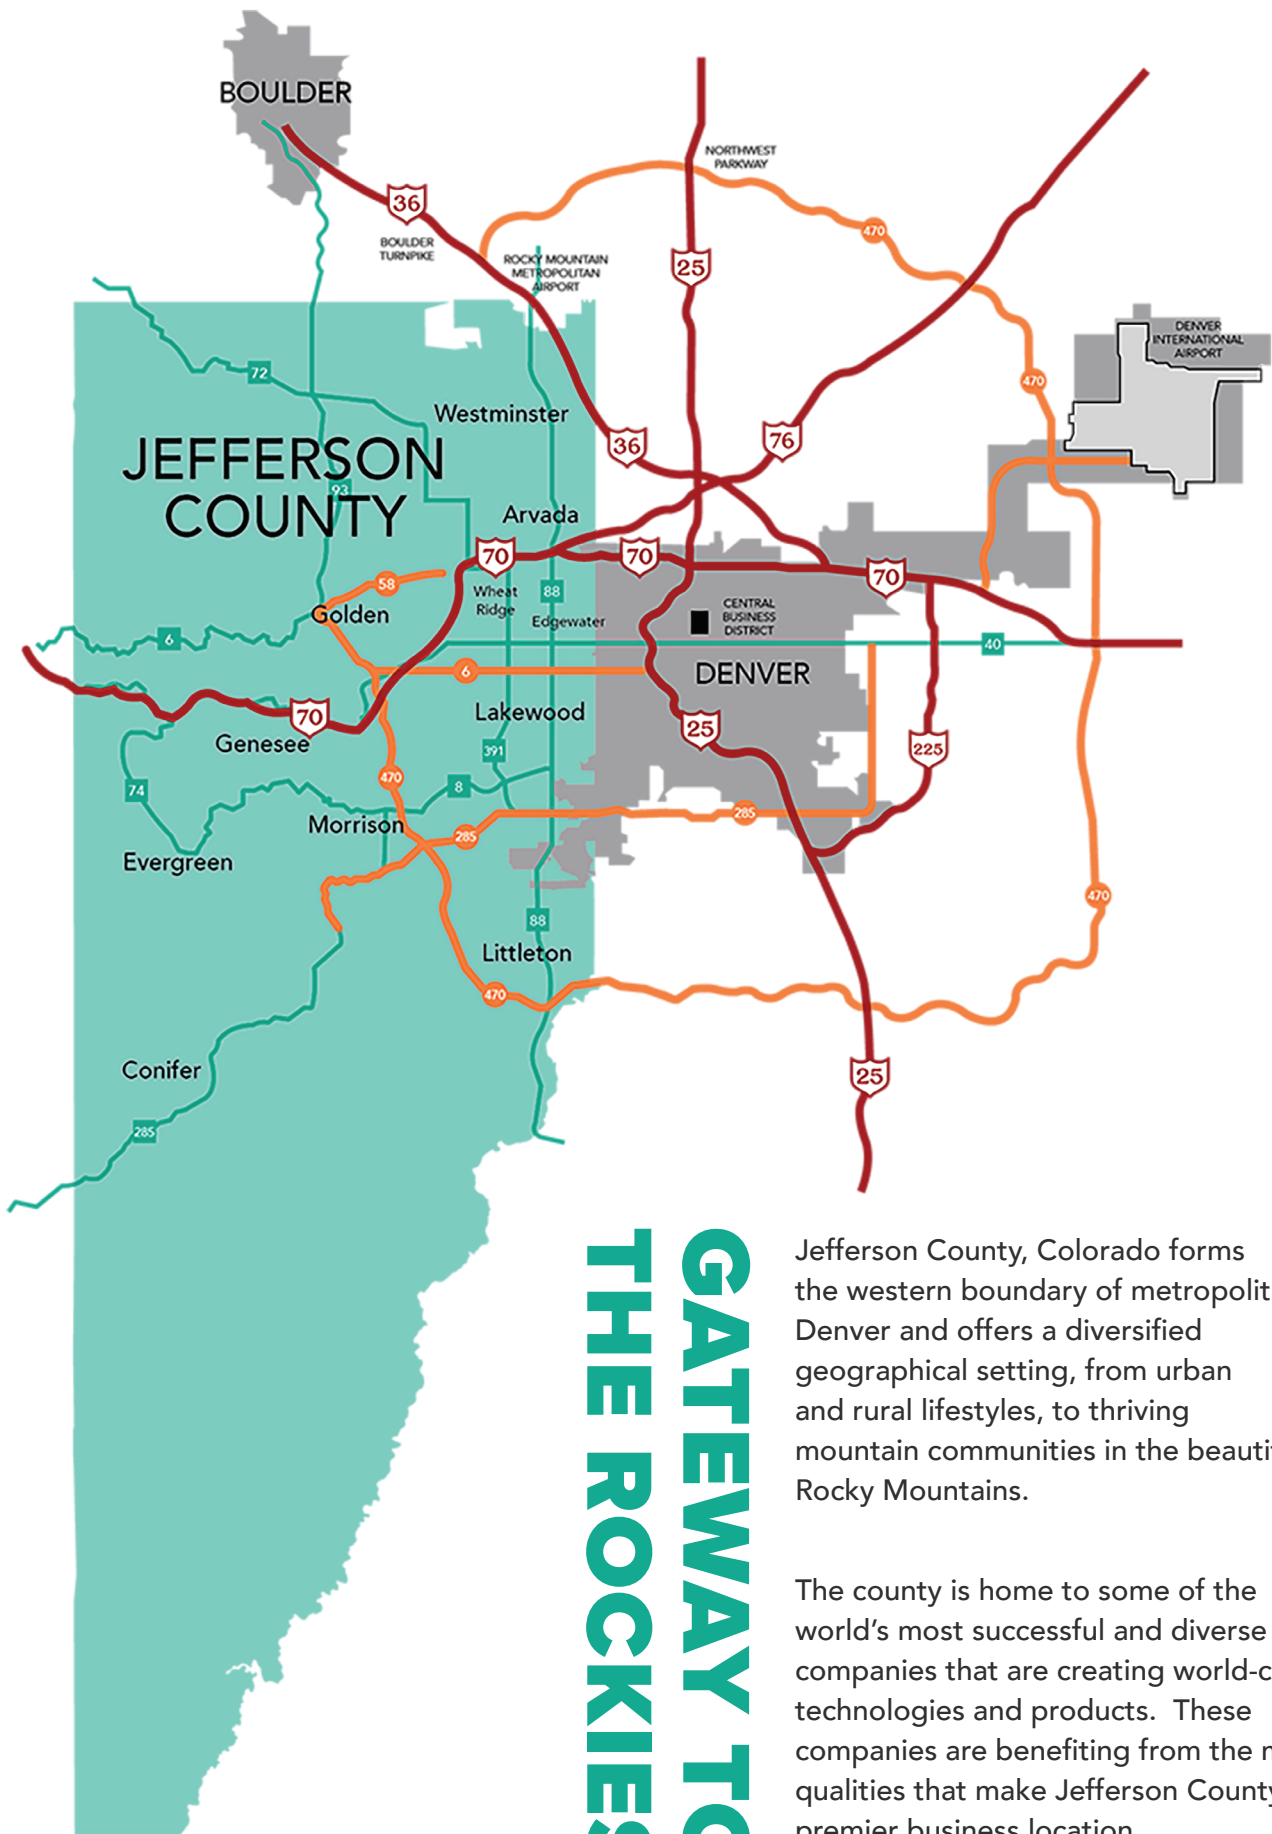 BOULDER
NORTHWEST
PARKWAY
36
470
BOULDER
TURNPIKE
ROCKY MOUNTAIN
METROPOLITAN
AIRPORT
25
DENVER
INTERNATIONAL
AIRPORT
72
470
Westminster
36
76
JEFFERSON
COUNTY
93
Arvada
70
70
70
58
Wheat
Ridge
88
Edgewater
CENTRAL
BUSINESS
DISTRICT
Golden
6
40
6
DENVER
70
Lakewood
25
Genesee
391
225
470
74
8
285
Morrison
285
Evergreen
470
88
Littleton
470
Conifer
25
285
GATEWAY TO
THE ROCKIES
Jefferson County, Colorado forms
the western boundary of metropolit
Denver and offers a diversified
geographical setting, from urban
and rural lifestyles, to thriving
mountain communities in the beauti
Rocky Mountains.
The county is home to some of the
world’s most successful and diverse
companies that are creating world-c
technologies and products.  These
companies are benefiting from the
qualities that make Jefferson County
premier business location